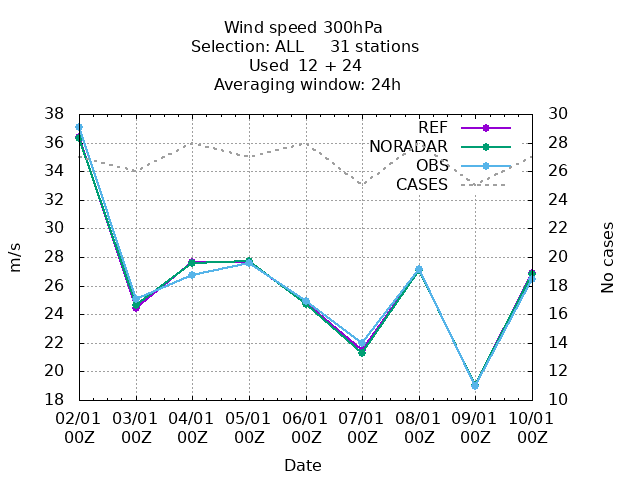 Wind speed 300hPa
Selection: ALL 31 stations
Used 12 + 24
Averaging window: 24h
38
36
34
32
30
28
26
24
22
20
18
m/s
30
28
26
24
22
20
18
16
14
12
10
No cases
REF
NORADAR
OBS
CASES
02/01 03/01 04/01 05/01 06/01 07/01 08/01 09/01 10/01
00Z 00Z 00Z 00Z 00Z 00Z 00Z 00Z 00Z
Date